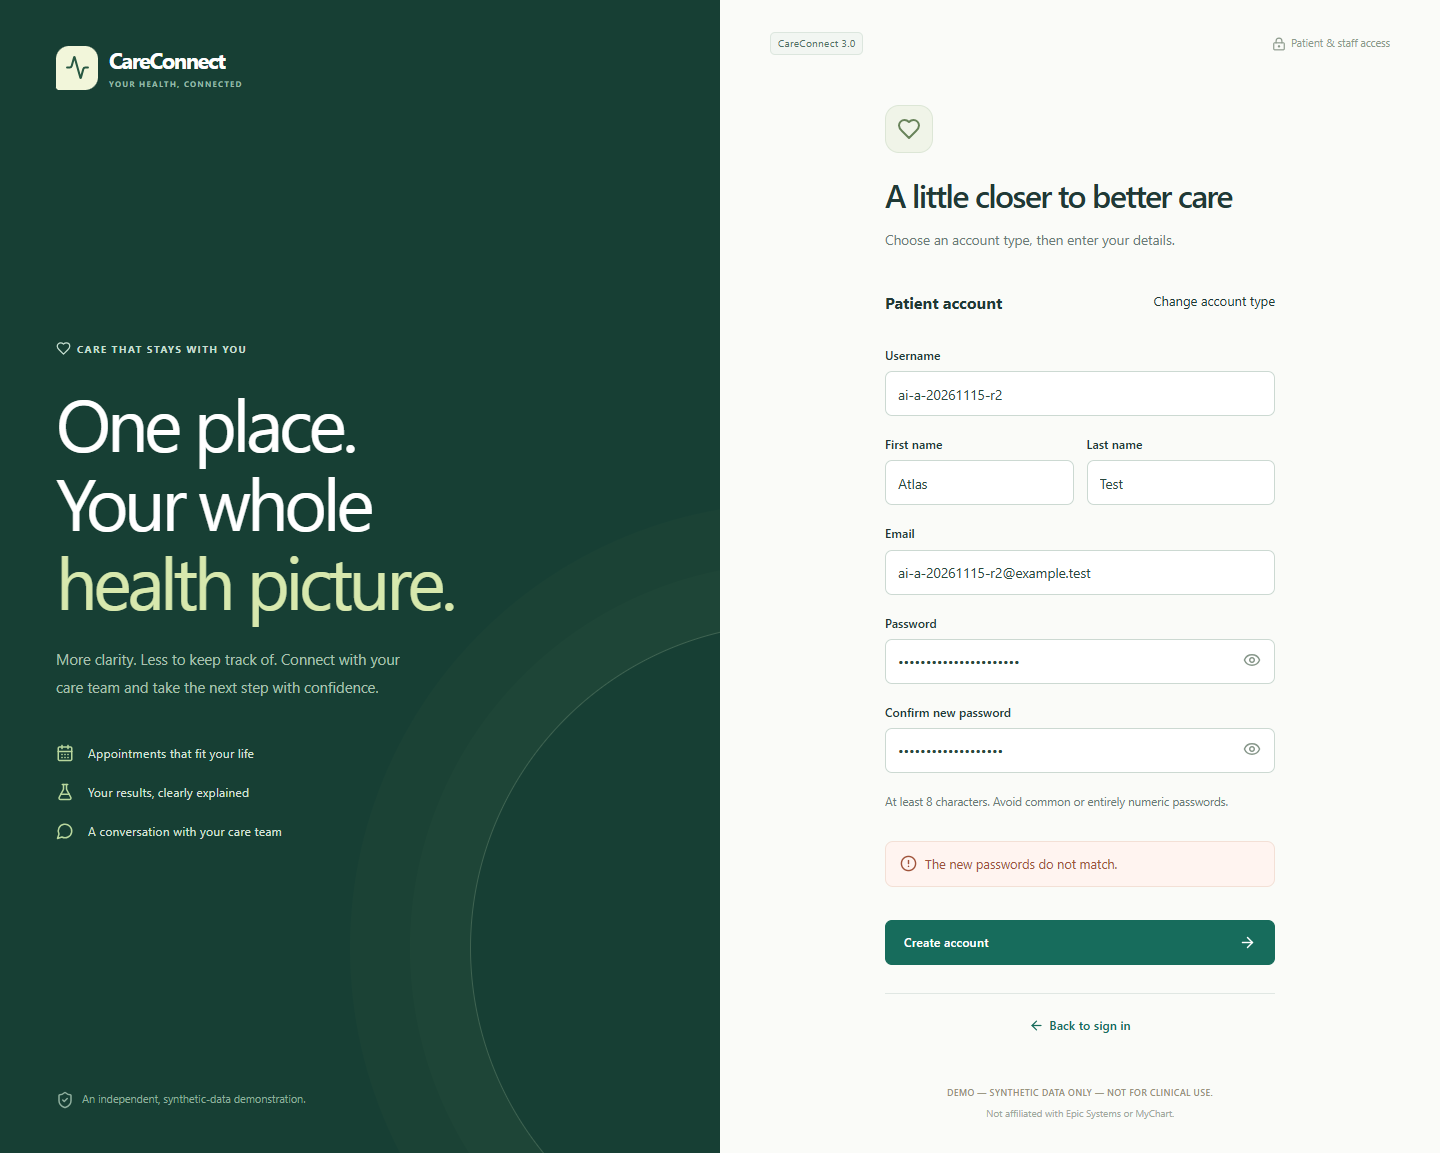 CareConnect
YOUR HEALTH, CONNECTED
CARE THAT STAYS WITH YOU
One place.
Your whole
health picture.
More clarity. Less to keep track of. Connect with your
care team and take the next step with confidence.
Appointments that fit your life
Your results, clearly explained
A conversation with your care team
An independent, synthetic-data demonstration.
CareConnect 3.0
Patient & staff access
A little closer to better care
Choose an account type, then enter your details.
Patient account
Change account type
Username
ai-a-20261115-r2
First name
Last name
Atlas
Test
Email
ai-a-20261115-r2@example.test
Password
••••••••••••••••••••••
Confirm new password
•••••••••••••••••••
At least 8 characters. Avoid common or entirely numeric passwords.
The new passwords do not match.
Create account
Back to sign in
DEMO — SYNTHETIC DATA ONLY — NOT FOR CLINICAL USE.
Not affiliated with Epic Systems or MyChart.